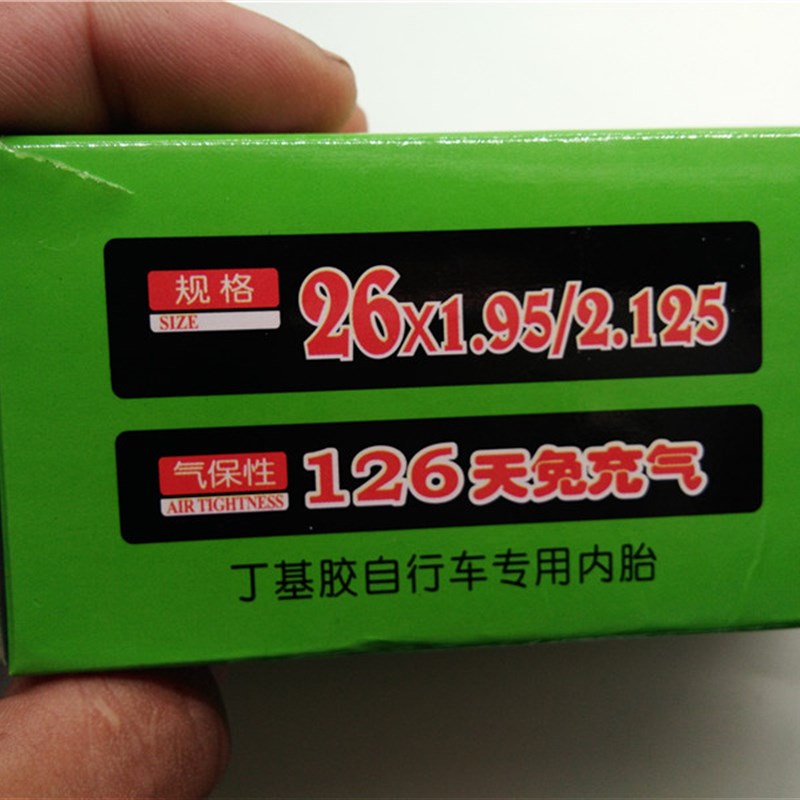 规格 26X1.95/2.125
SIZE
气保性 126天免充气
AIR TIGHTNESS
丁基胶自行车专用内胎